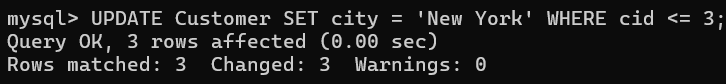 mysql> UPDATE Customer SET city = 'New York' WHERE cid <= 3;
Query OK, 3 rows affected (0.00 sec)
Rows matched: 3  Changed: 3  Warnings: 0